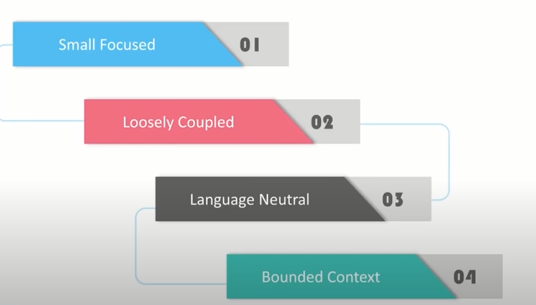 Small Focused 01
Loosely Coupled 02
Language Neutral 03
Bounded Context 04